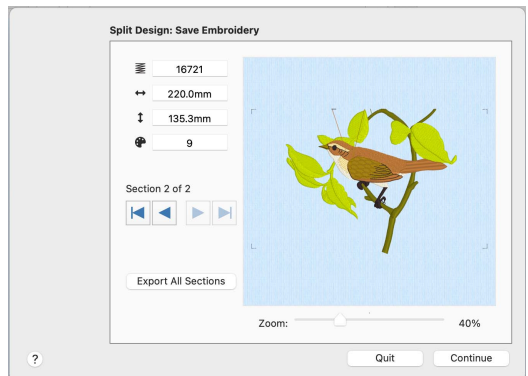 Split Design: Save Embroidery
16721
220.0mm
135.3mm
9
Section 2 of 2
Export All Sections
Zoom:
40%
?
Quit
Continue